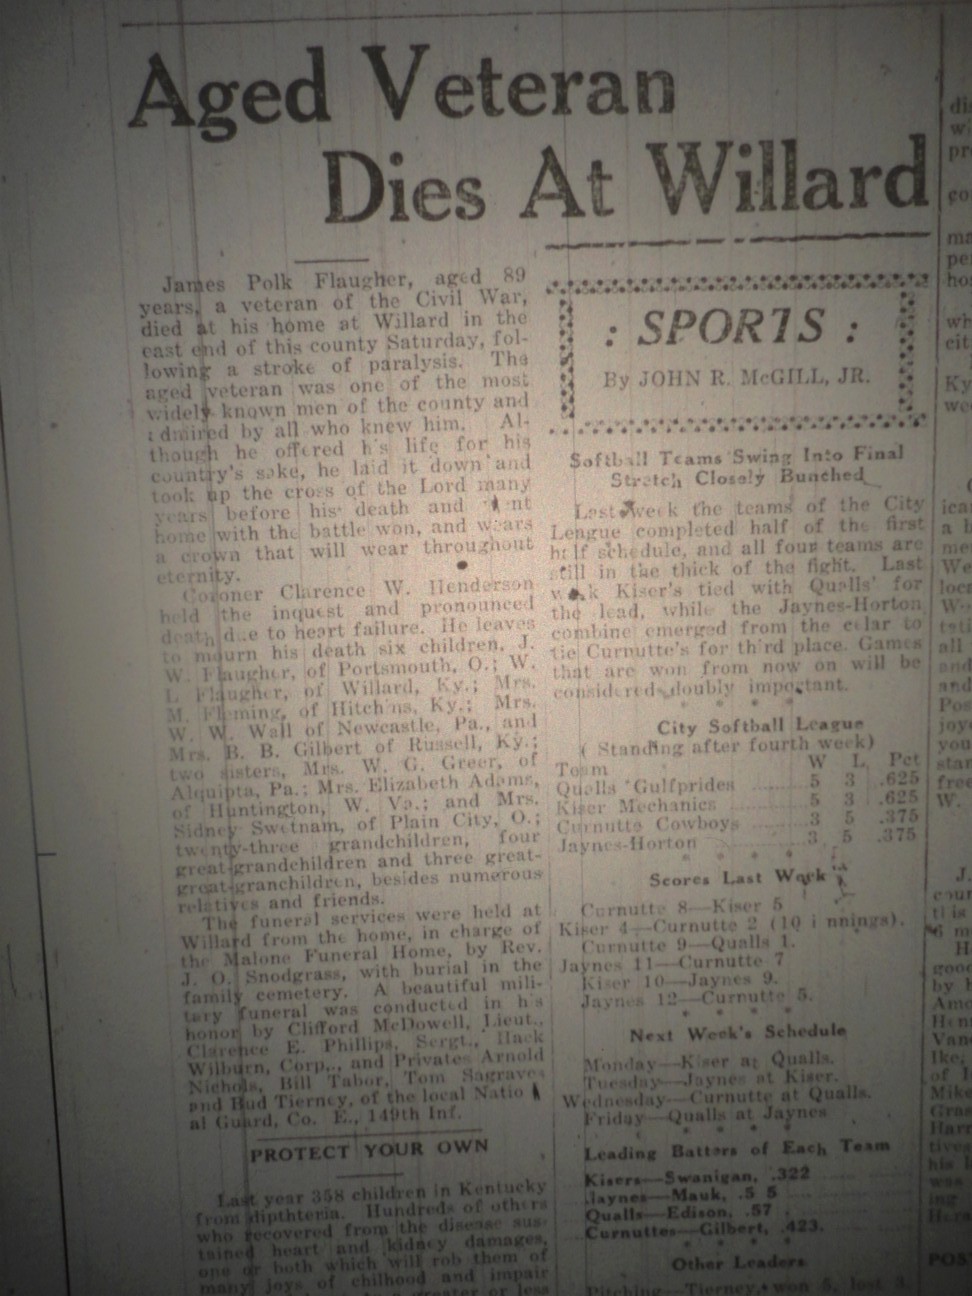 Aged Veteran
Dies At Willard
James Polk Flaugher, aged 89
years, a veteran of the Civil War,
died at his home at Willard in the
east end of this county Saturday, fol-
lowing a stroke of paralysis. The
aged veteran was one of the most
widely known men of the county and
admired by all who knew him. Al-
though he offered h's life for his
country's sake, he laid it down and
took up the cross of the Lord many
years before his death and went
home with the battle won, and wears
a crown that will wear throughout
eternity.
Coroner Clarence W. Henderson
held the inquest and pronounced
death due to heart failure. He leaves
to mourn his death six children, J.
W. Flaugher, of Portsmouth, O.; W.
L. Flaugher, of Willard, Ky.; Mrs.
M. Fleming, of Hitchins, Ky.; Mrs.
W. W. Wall of Newcastle, Pa., and
Mrs. B. B. Gilbert of Russell, Ky.;
two sisters, Mrs. W. G. Greer, of
Alquipta, Pa.; Mrs. Elizabeth Adams,
of Huntington, W. Va.; and Mrs.
Sidney Swetnam, of Plain City, O.;
twenty-three grandchildren, four
great-grandchildren and three great-
great-granchildren, besides numerous
relatives and friends.
The funeral services were held at
Willard from the home, in charge of
the Malone Funeral Home, by Rev.
J. O. Snodgrass, with burial in the
family cemetery. A beautiful mili-
tary funeral was conducted in his
honor by Clifford McDowell, Lieut.,
Clarence E. Phillips, Sergt., Hack
Wilburn, Corp., and Privates Arnold
Nichols, Bill Tabor, Tom Sagraves
and Bud Tierney, of the local Natio
al Guard, Co. E., 149th Inf.
PROTECT YOUR OWN
Last year 358 children in Kentucky
from dipthteria. Hundreds of others
who recovered from the disease sus-
tained heart and kidney damages,
one or both which will rob them of
many joys of chilhood and impair
greater or less
: SPORTS :
By JOHN R. McGILL, JR.
Softball Teams Swing Into Final
Stretch Closely Bunched
Last week the teams of the City
League completed half of the first
half schedule, and all four teams are
still in the thick of the fight. Last
week Kiser's tied with Qualls' for
the lead, while the Jaynes-Horton
combine emerged from the celar to
tie Curnutte's for third place. Games
that are won from now on will be
considered doubly important.
* * * *
City Softball League
( Standing after fourth week)
Team W L Pct
Qualls Gulfprides 5 3 .625
Kiser Mechanics 5 3 .625
Curnutte Cowboys 3 5 .375
Jaynes-Horton 3 5 .375
* * * *
Scores Last Week
Curnutte 8—Kiser 5
Kiser 4—Curnutte 2 (10 i nnings).
Curnutte 9—Qualls 1.
Jaynes 11—Curnutte 7
Kiser 10—Jaynes 9.
Jaynes 12—Curnutte 5.
* * * *
Next Week's Schedule
Monday—Kiser at Qualls.
Tuesday—Jaynes at Kiser.
Wednesday—Curnutte at Qualls.
Friday—Qualls at Jaynes
* * * *
Leading Batters of Each Team
Kisers—Swanigan, .322
Jaynes—Mauk, .5 5
Qualls—Edison, .57
Curnuttes—Gilbert, .423.
* * * *
Other Leaders
Pitching—Tierney, won 5, lost 3